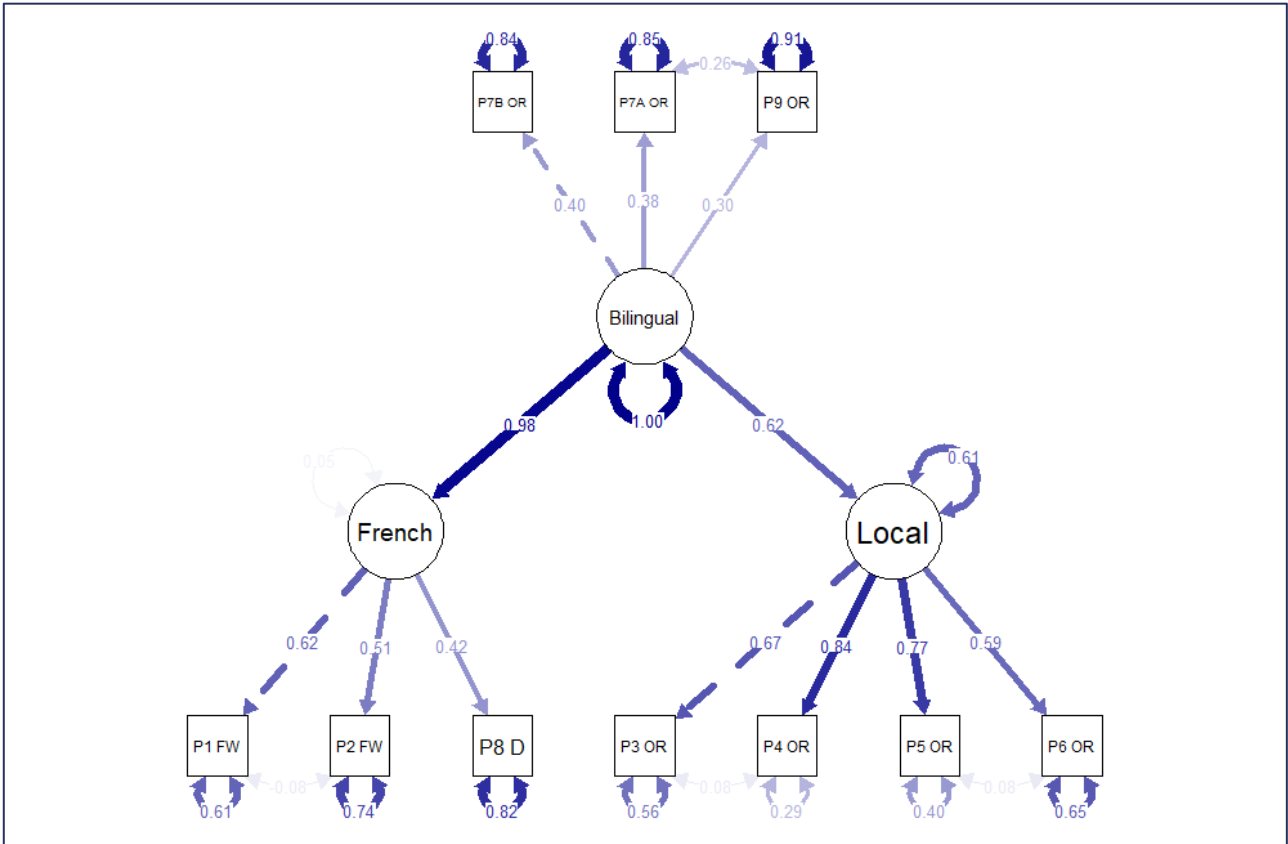 0.84 0.85 0.91
0.26
P7B OR P7A OR P9 OR
0.40 0.38 0.30
Bilingual
1.00
0.98 0.62
0.05 0.61
French Local
0.62 0.51 0.42 0.67 0.84 0.77 0.59
P1 FW P2 FW P8 D P3 OR P4 OR P5 OR P6 OR
-0.08 0.08 0.08
0.61 0.74 0.82 0.56 0.29 0.40 0.65